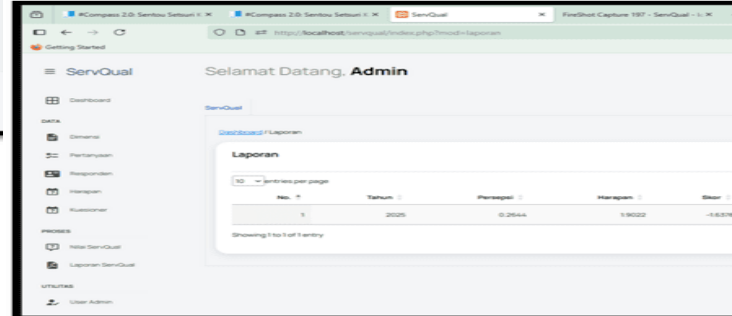 #Compass 2.0: Sentou Setsuri K
#Compass 2.0: Sentou Setsuri K
ServQual
FireShot Capture 197 - ServQual - l
http://localhost/servqual/index.php?mod=laporan
Getting Started
ServQual
Selamat Datang, Admin
Dashboard
ServQual
DATA
Dimensi
Dashboard / Laporan
Pertanyaan
Laporan
Responden
10 entries per page
Harapan
No. Tahun Persepsi Harapan Skor
Kuesioner
1 2025 0.2644 1.9022 -1.6378
PROSES
Showing 1 to 1 of 1 entry
Nilai ServQual
Laporan ServQual
UTILITAS
User Admin